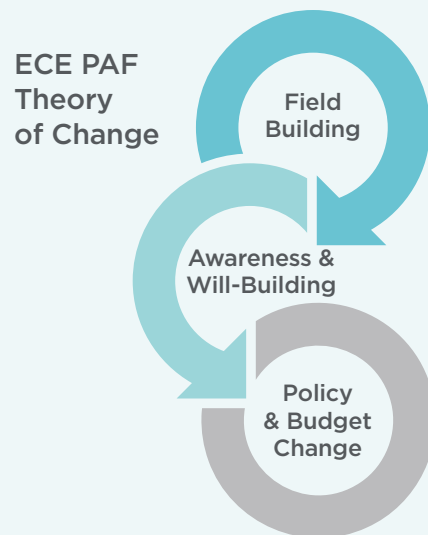 ECE PAF
Theory
of Change
Field
Building
Awareness &
Will-Building
Policy
& Budget
Change